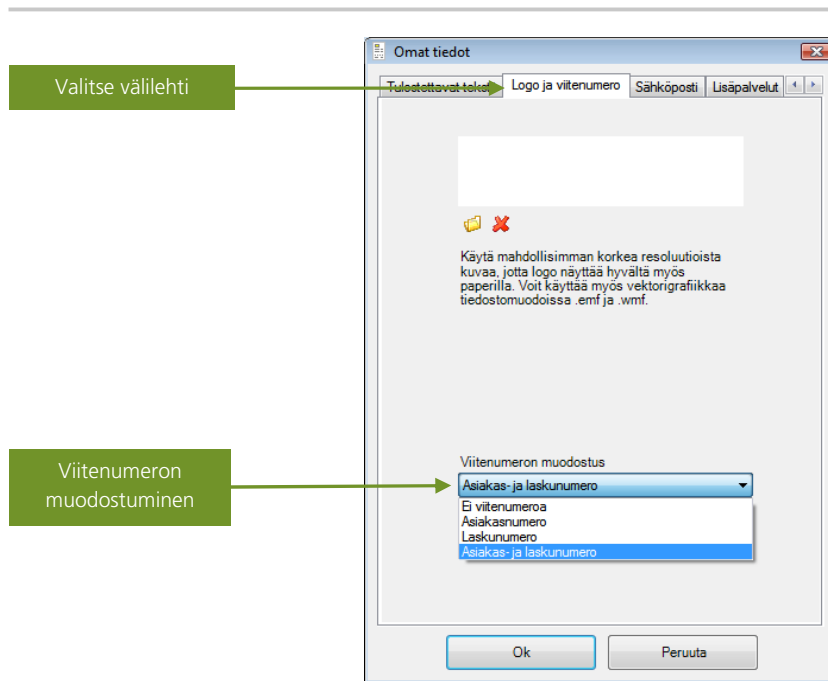 Omat tiedot
Valitse välilehti
Tulostettavat tekstit Logo ja viitenumero Sähköposti Lisäpalvelut
Käytä mahdollisimman korkea resoluutioista
kuvaa, jotta logo näyttää hyvältä myös
paperilla. Voit käyttää myös vektorigrafiikkaa
tiedostomuodoissa .emf ja .wmf.
Viitenumeron
muodostuminen
Viitenumeron muodostus
Asiakas- ja laskunumero
Ei viitenumeroa
Asiakasnumero
Laskunumero
Asiakas- ja laskunumero
Ok Peruuta